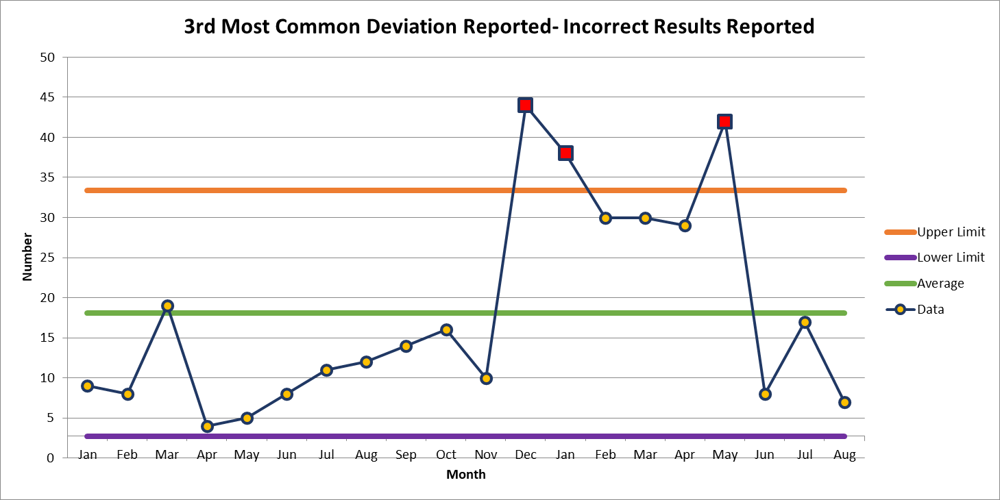 3rd Most Common Deviation Reported- Incorrect Results Reported
50
45
40
35
30
25
20
15
10
5
0
Number
Jan Feb Mar Apr May Jun Jul Aug Sep Oct Nov Dec Jan Feb Mar Apr May Jun Jul Aug
Month
Upper Limit
Lower Limit
Average
Data